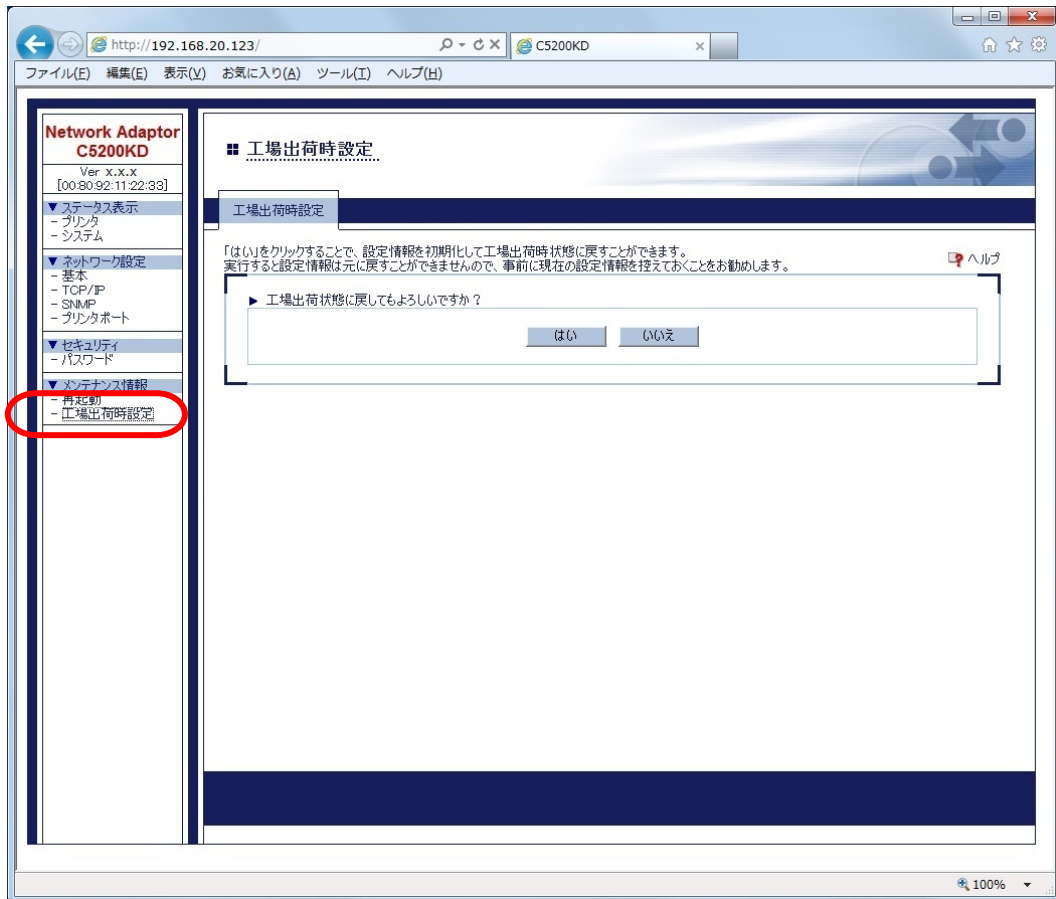 http://192.168.20.123/
C5200KD
ファイル(F) 編集(E) 表示(V) お気に入り(A) ツール(T) ヘルプ(H)
Network Adaptor
C5200KD
Ver x.x.x
[00:80:92:11:22:33]
▼ ステータス表示
- プリンタ
- システム
▼ ネットワーク設定
- 基本
- TCP/IP
- SNMP
- プリンタポート
▼ セキュリティ
- パスワード
▼ メンテナンス情報
- 再起動
- 工場出荷時設定
工場出荷時設定
工場出荷時設定
「はい」をクリックすることで、設定情報を初期化して工場出荷時状態に戻すことができます。
実行すると設定情報は元に戻すことができませんので、事前に現在の設定情報を控えておくことをお勧めします。
ヘルプ
▶ 工場出荷状態に戻してもよろしいですか？
はい いいえ
100%